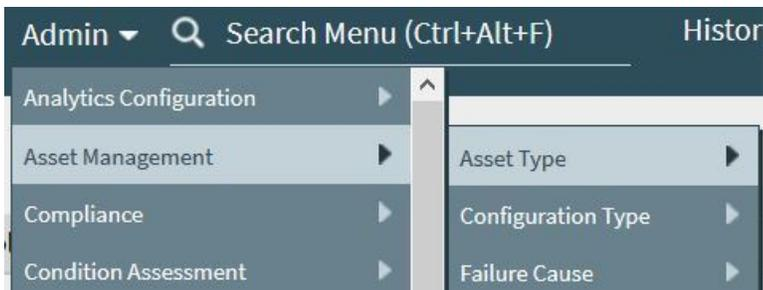 Admin Search Menu (Ctrl+Alt+F) Histor
Analytics Configuration
Asset Management Asset Type
Compliance Configuration Type
Condition Assessment Failure Cause